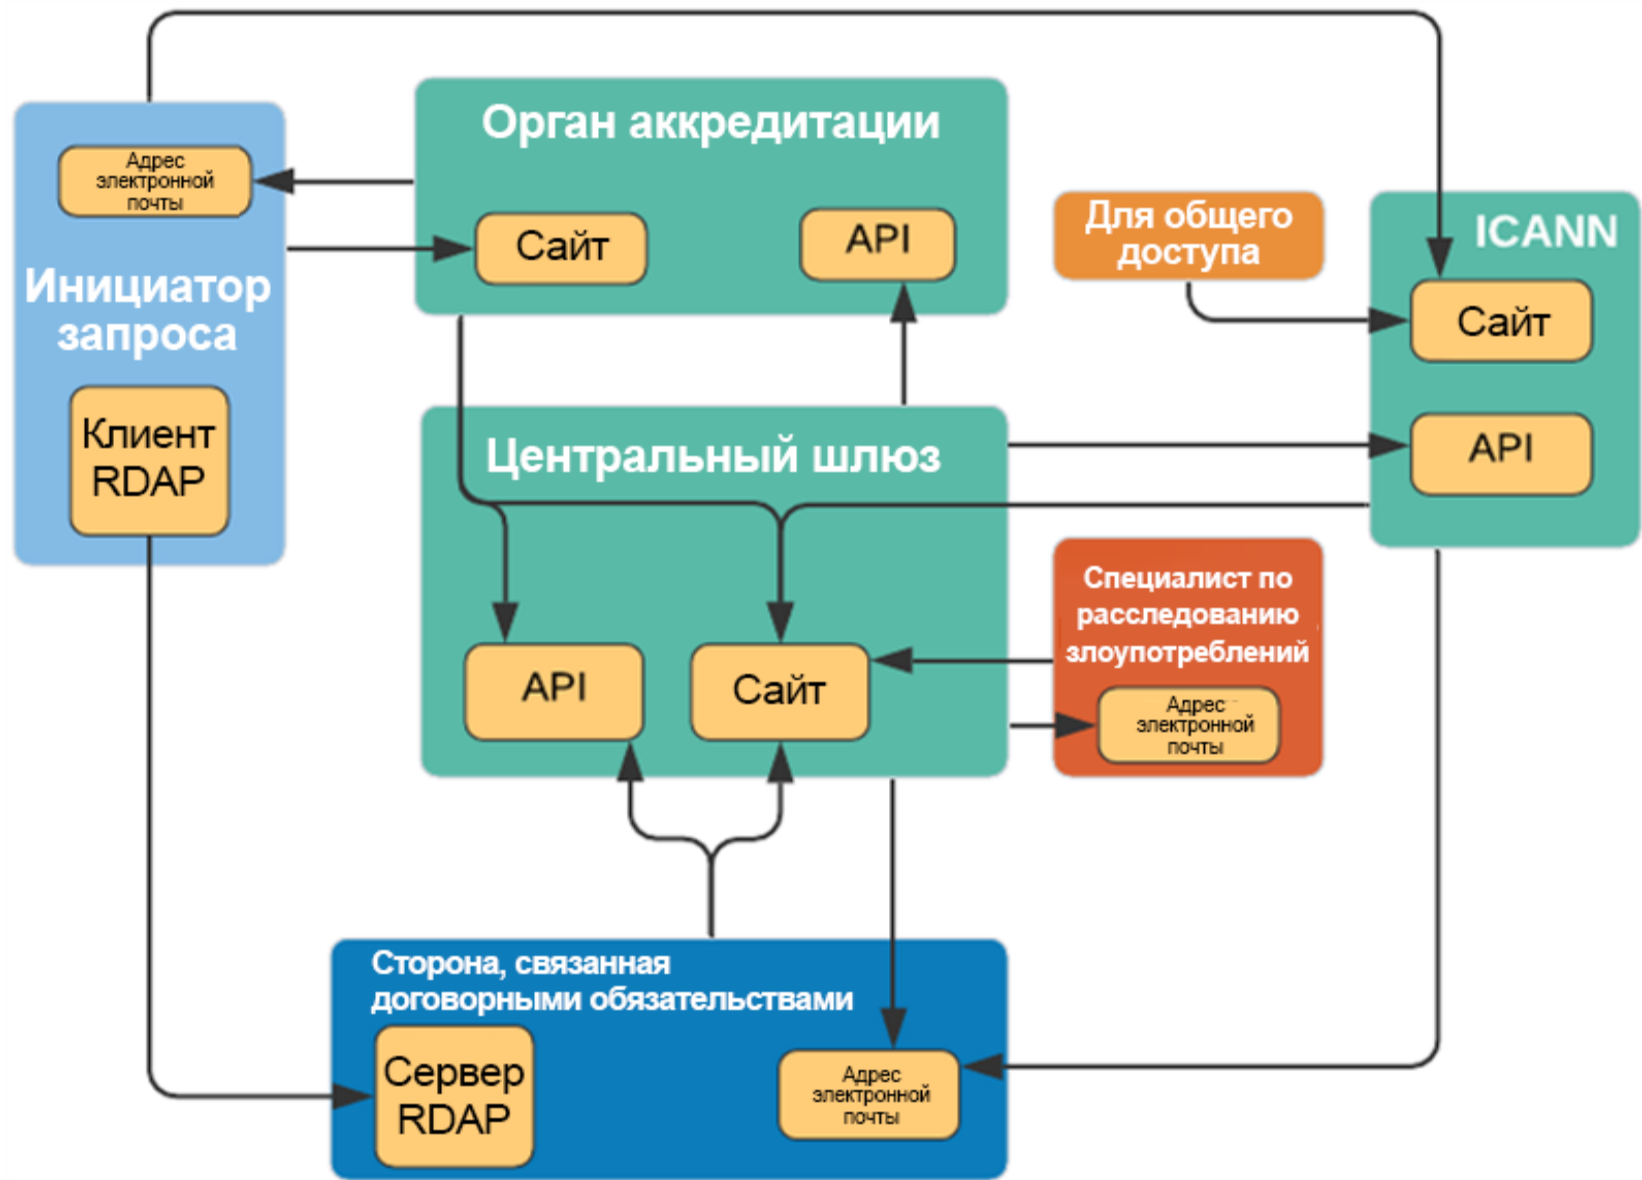 Орган аккредитации
Сайт
API
Адрес
электронной
почты
Инициатор
запроса
Клиент
RDAP
Для общего
доступа
ICANN
Сайт
API
Центральный шлюз
API
Сайт
Специалист по
расследованию
злоупотреблений
Адрес
электронной
почты
Сторона, связанная
договорными обязательствами
Сервер
RDAP
Адрес
электронной
почты